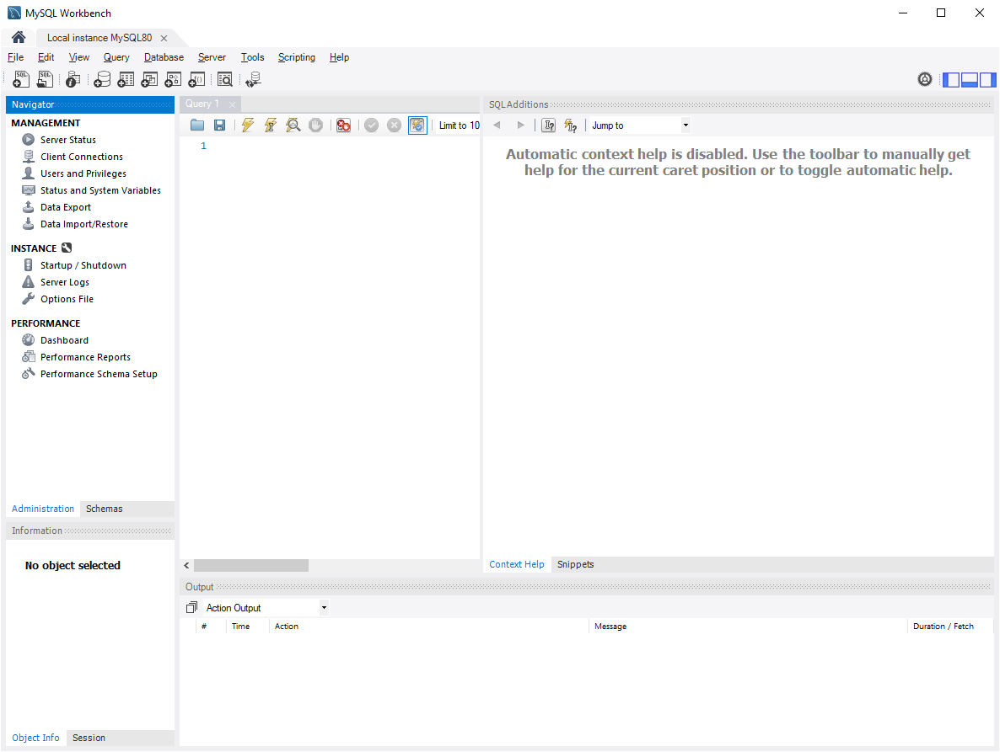 MySQL Workbench
Local instance MySQL80
File Edit View Query Database Server Tools Scripting Help
Navigator
MANAGEMENT
Server Status
Client Connections
Users and Privileges
Status and System Variables
Data Export
Data Import/Restore
INSTANCE
Startup / Shutdown
Server Logs
Options File
PERFORMANCE
Dashboard
Performance Reports
Performance Schema Setup
Administration Schemas
Information
No object selected
Object Info Session
Query 1
Limit to 10
1
SQLAdditions
Jump to
Automatic context help is disabled. Use the toolbar to manually get
help for the current caret position or to toggle automatic help.
Context Help Snippets
Output
Action Output
# Time Action Message Duration / Fetch